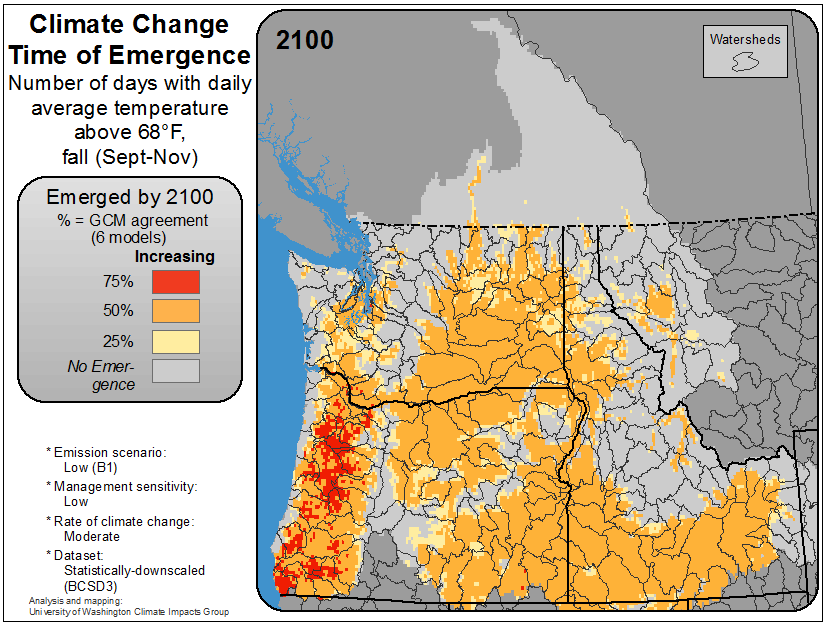 Climate Change
Time of Emergence
Number of days with daily
average temperature
above 68°F,
fall (Sept-Nov)
Emerged by 2100
% = GCM agreement
(6 models)
Increasing
75%
50%
25%
No Emer-
gence
* Emission scenario:
Low (B1)
* Management sensitivity:
Low
* Rate of climate change:
Moderate
* Dataset:
Statistically-downscaled
(BCSD3)
Analysis and mapping:
University of Washington Climate Impacts Group
2100
Watersheds